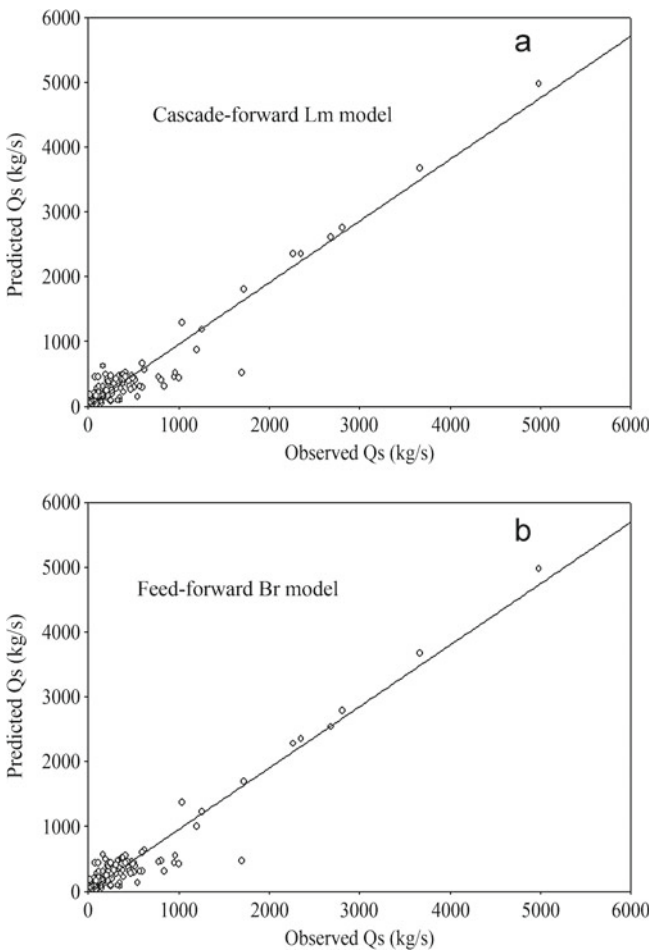 6000
a
5000
Cascade-forward Lm model
4000
3000
2000
1000
0
Predicted Qs (kg/s)
0 1000 2000 3000 4000 5000 6000
Observed Qs (kg/s)
6000
b
5000
Feed-forward Br model
4000
3000
2000
1000
0
Predicted Qs (kg/s)
0 1000 2000 3000 4000 5000 6000
Observed Qs (kg/s)